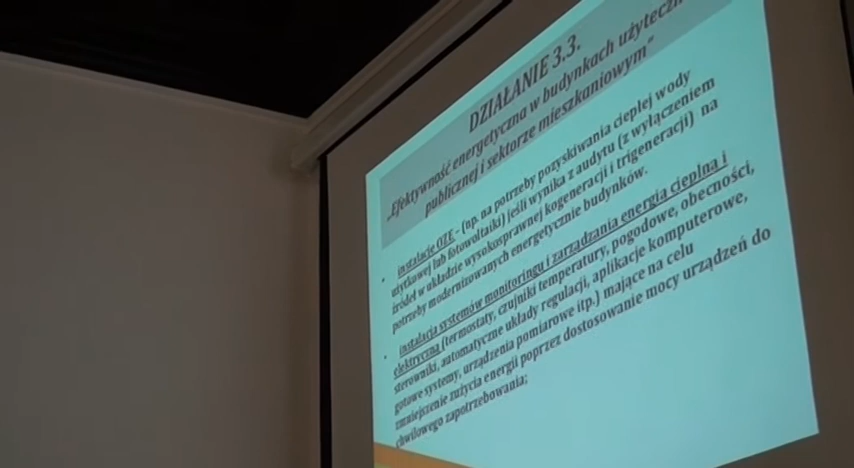 DZIAŁANIE 3.3.
„Efektywność energetyczna w budynkach użyteczn
publicznej i sektorze mieszkaniowym”
• instalacje OZE - (np. na potrzeby pozyskiwania ciepłej wody
użytkowej lub fotowoltaiki) jeśli wynika z audytu (z wyłączeniem
źródeł w układzie wysokosprawnej kogeneracji i trigeneracji) na
potrzeby modernizowanych energetycznie budynków.
• instalacja systemów monitoringu i zarządzania energią cieplną i
elektryczną (termostaty, czujniki temperatury, pogodowe, obecności,
sterowniki, automatyczne układy regulacji, aplikacje komputerowe,
gotowe systemy, urządzenia pomiarowe itp.) mające na celu
zmniejszenie zużycia energii poprzez dostosowanie mocy urządzeń do
chwilowego zapotrzebowania;